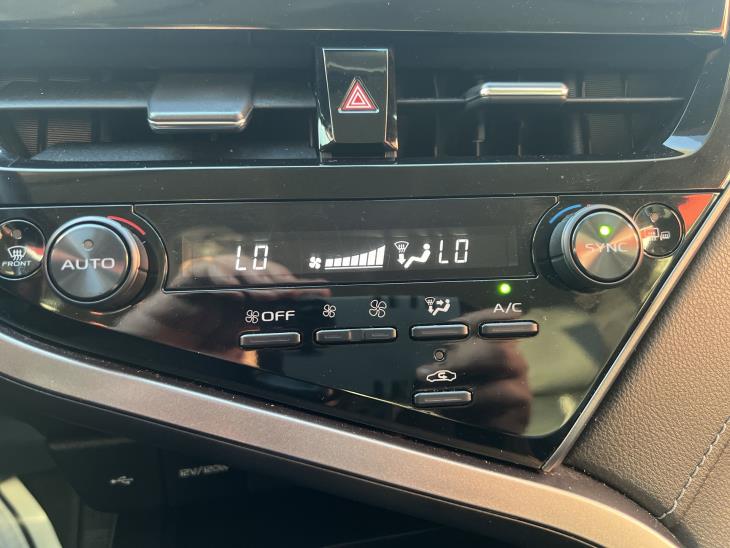 LO
LO
FRONT
AUTO
SYNC
OFF
A/C
12V/120W